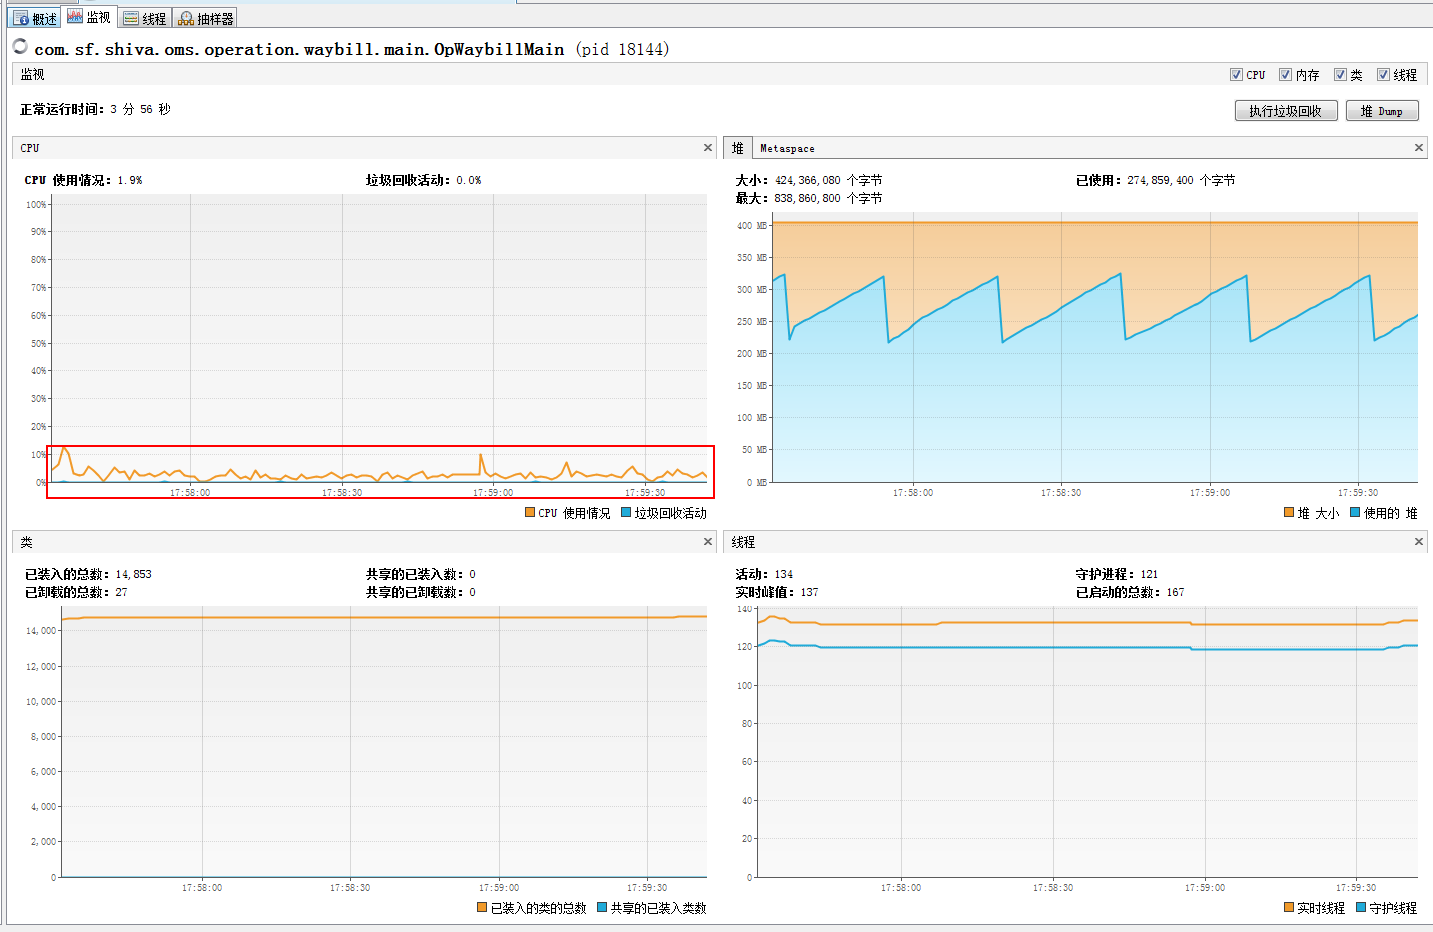 概述 监视 线程 抽样器
com.sf.shiva.oms.operation.waybill.main.OpWaybillMain (pid 18144)
监视 CPU 内存 类 线程
正常运行时间: 3 分 56 秒 执行垃圾回收 堆 Dump
CPU
CPU 使用情况: 1.9% 垃圾回收活动: 0.0%
100%
90%
80%
70%
60%
50%
40%
30%
20%
10%
0%
17:58:00 17:58:30 17:59:00 17:59:30
CPU 使用情况 垃圾回收活动
堆 Metaspace
大小: 424,366,080 个字节 已使用: 274,859,400 个字节
最大: 838,860,800 个字节
400 MB
350 MB
300 MB
250 MB
200 MB
150 MB
100 MB
50 MB
0 MB
17:58:00 17:58:30 17:59:00 17:59:30
堆 大小 使用的 堆
类
已装入的总数: 14,853 共享的已装入数: 0
已卸载的总数: 27 共享的已卸载数: 0
14,000
12,000
10,000
8,000
6,000
4,000
2,000
0
17:58:00 17:58:30 17:59:00 17:59:30
已装入的类的总数 共享的已装入类数
线程
活动: 134 守护进程: 121
实时峰值: 137 已启动的总数: 167
140
120
100
80
60
40
20
0
17:58:00 17:58:30 17:59:00 17:59:30
实时线程 守护线程